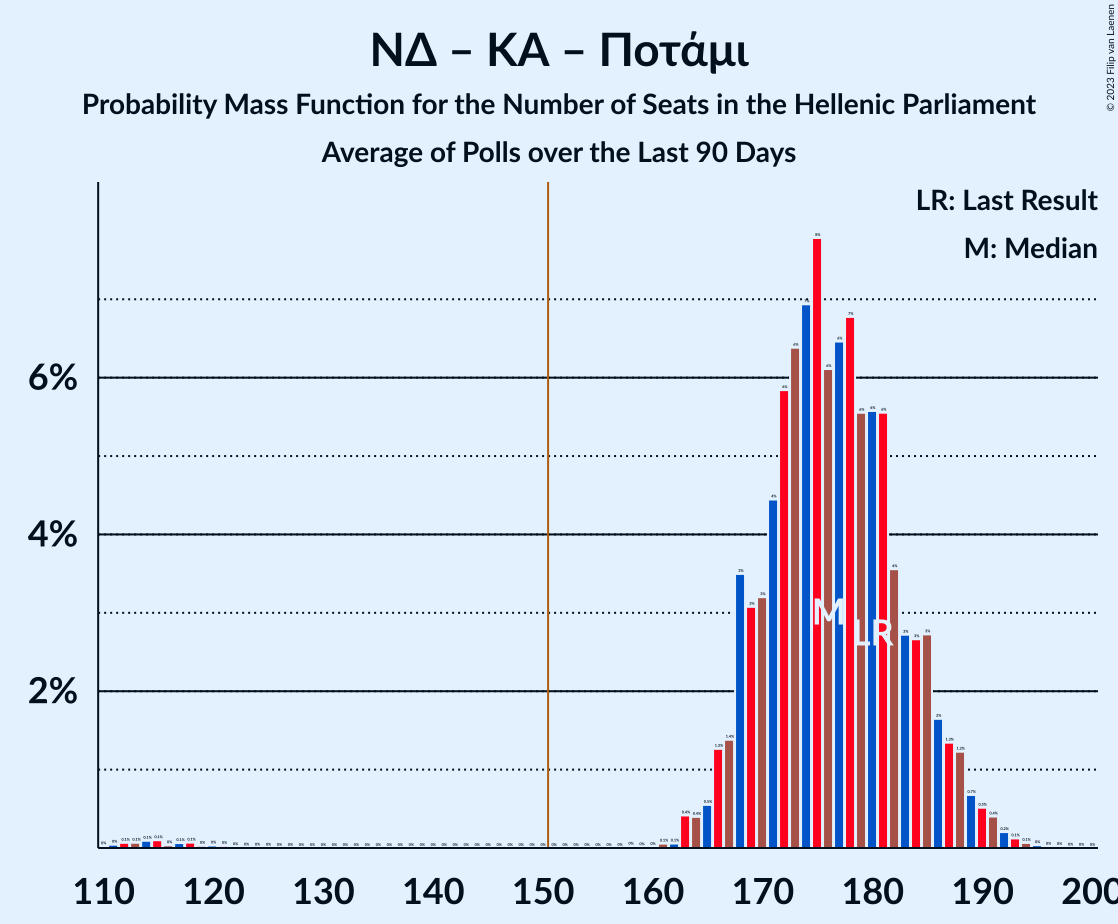 ΝΔ – ΚΑ – Ποτάμι
Probability Mass Function for the Number of Seats in the Hellenic Parliament
Average of Polls over the Last 90 Days
© 2023 Filip van Laenen
LR: Last Result
M: Median
6%
4%
2%
M
LR
110 120 130 140 150 160 170 180 190 200